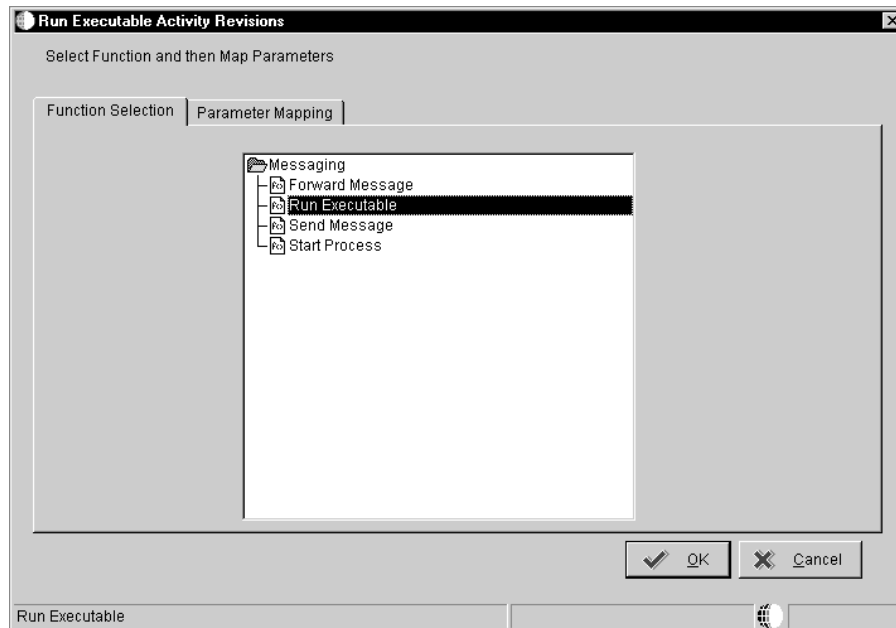 Run Executable Activity Revisions
Select Function and then Map Parameters
Function Selection
Parameter Mapping
Messaging
Forward Message
Run Executable
Send Message
Start Process
OK
Cancel
Run Executable